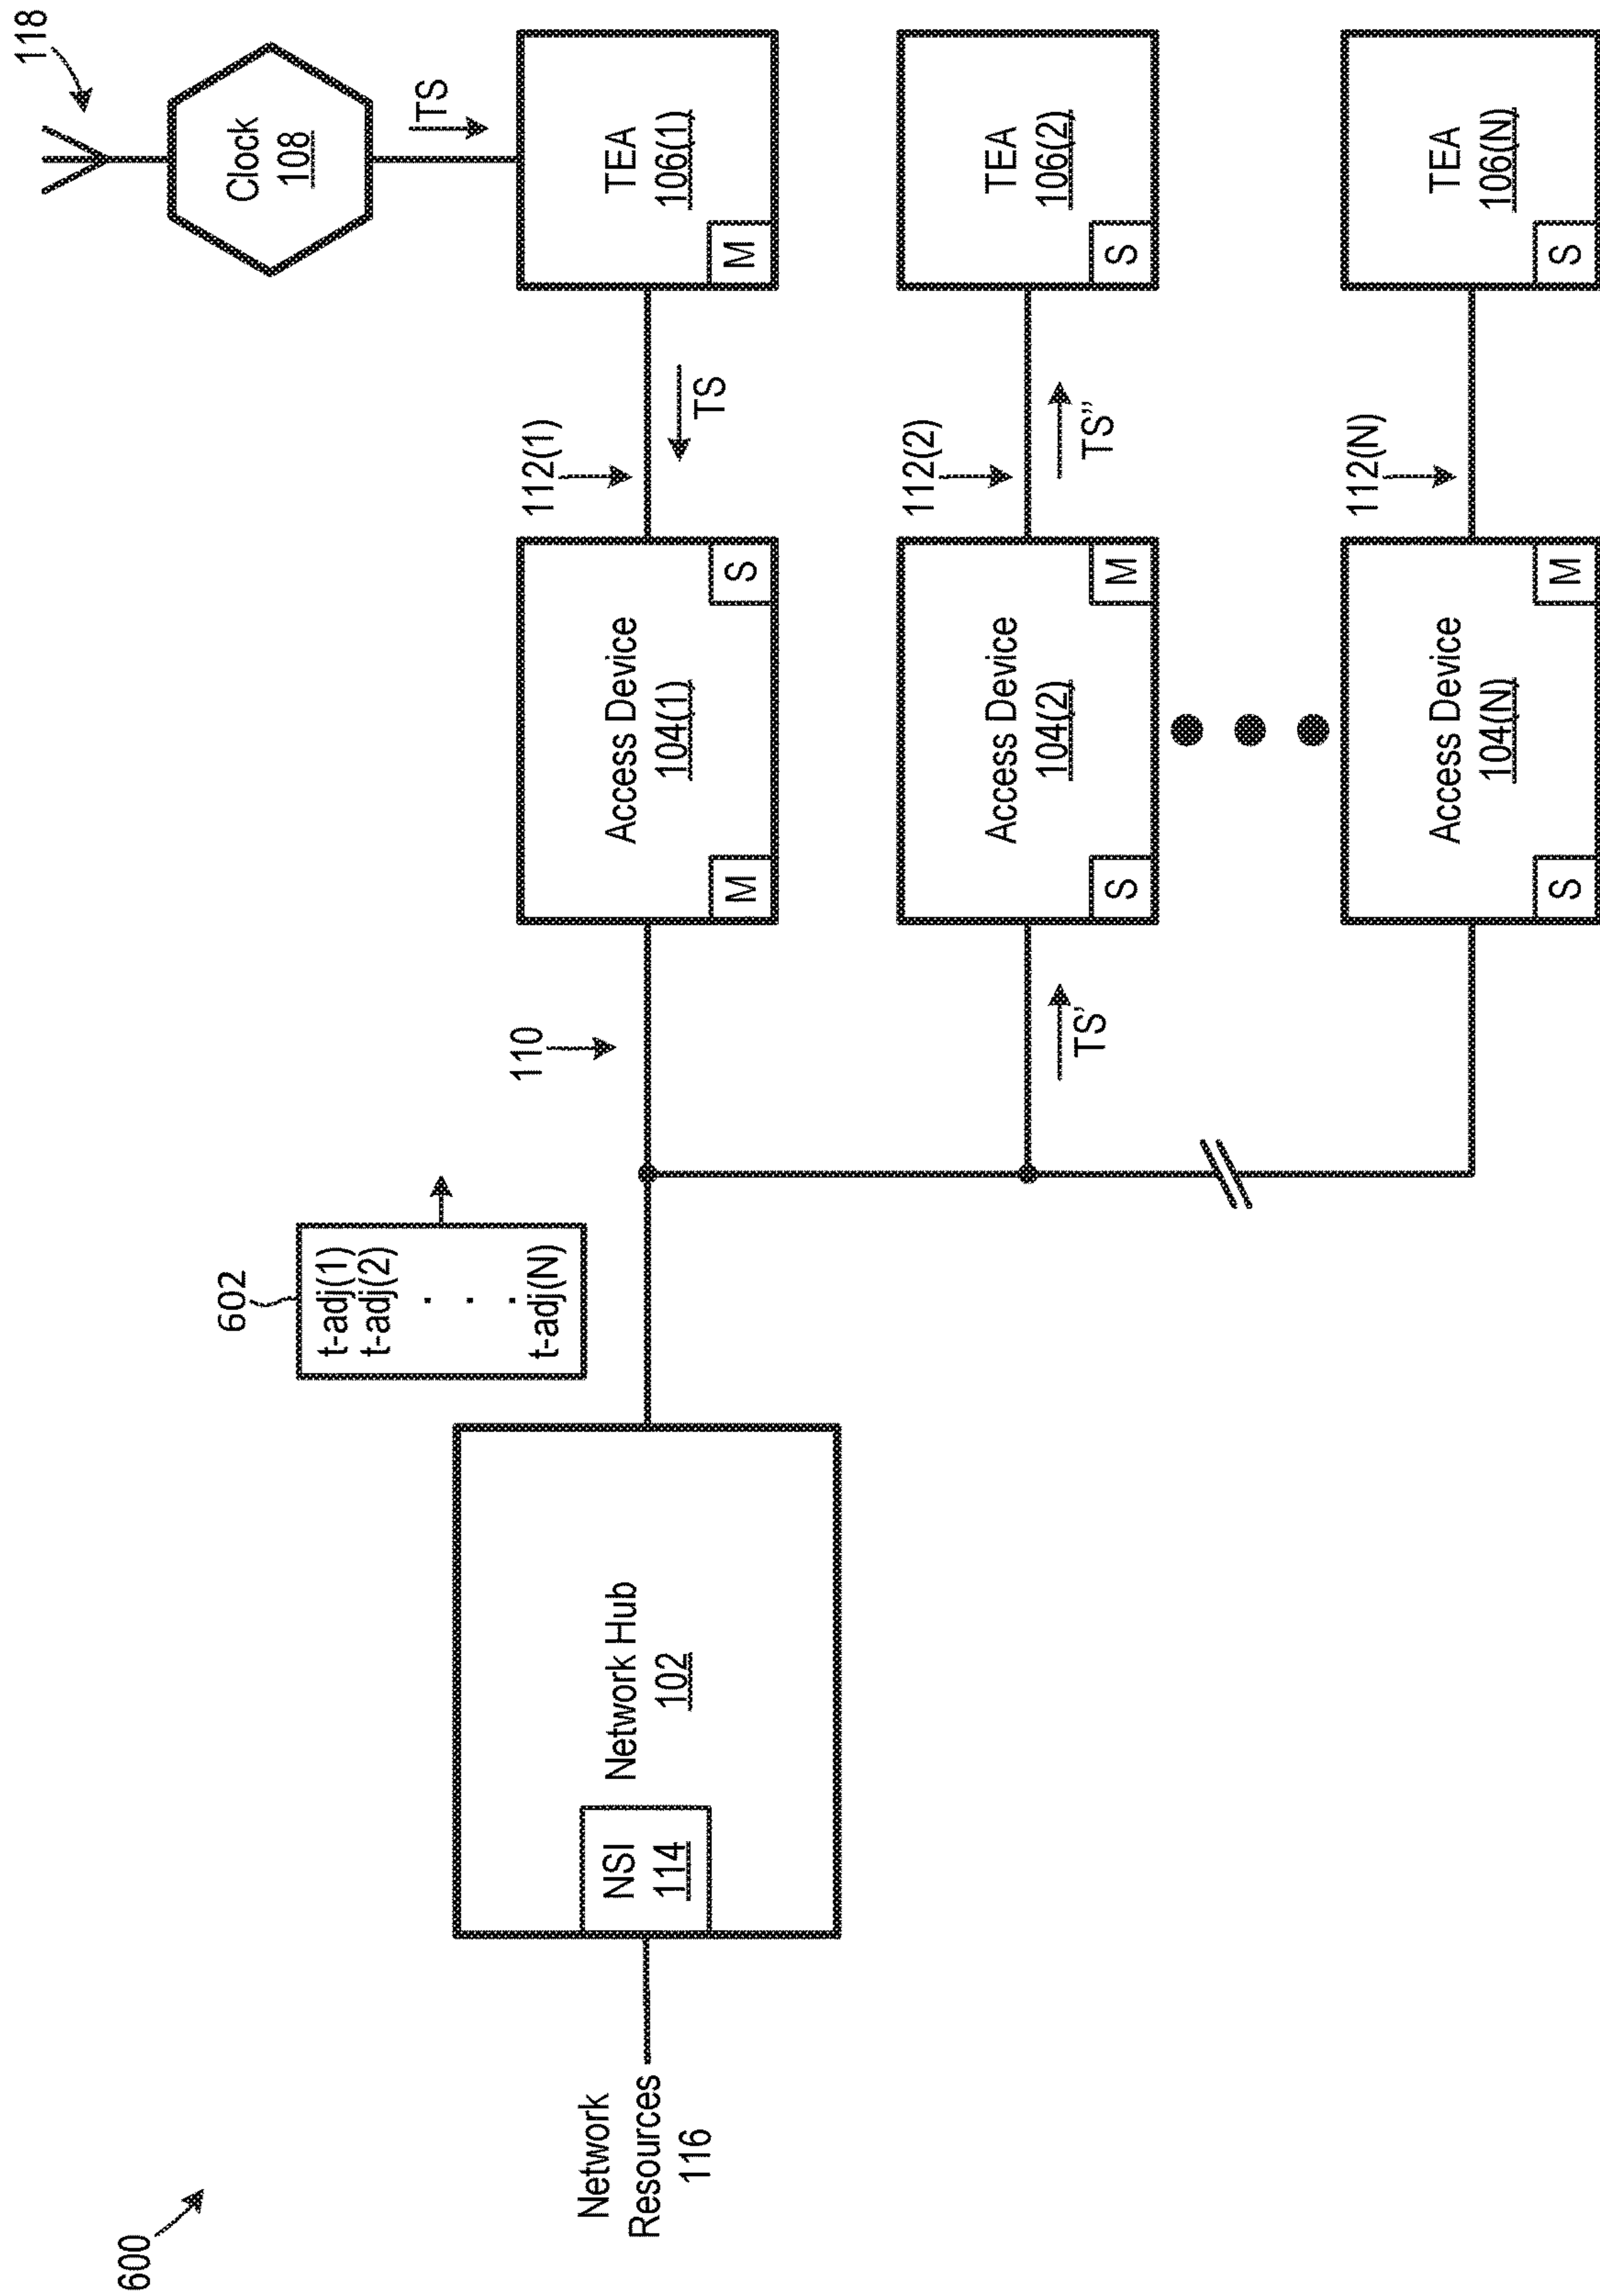 600
Network
Resources
116
NSI
114
Network Hub
102
602
t-adj(1)
t-adj(2)
. . .
t-adj(N)
110
M
Access Device
104(1)
S
112(1)
TS
M
TEA
106(1)
TS
Clock
108
118
TS'
S
Access Device
104(2)
M
112(2)
TS''
S
TEA
106(2)
S
Access Device
104(N)
M
112(N)
S
TEA
106(N)